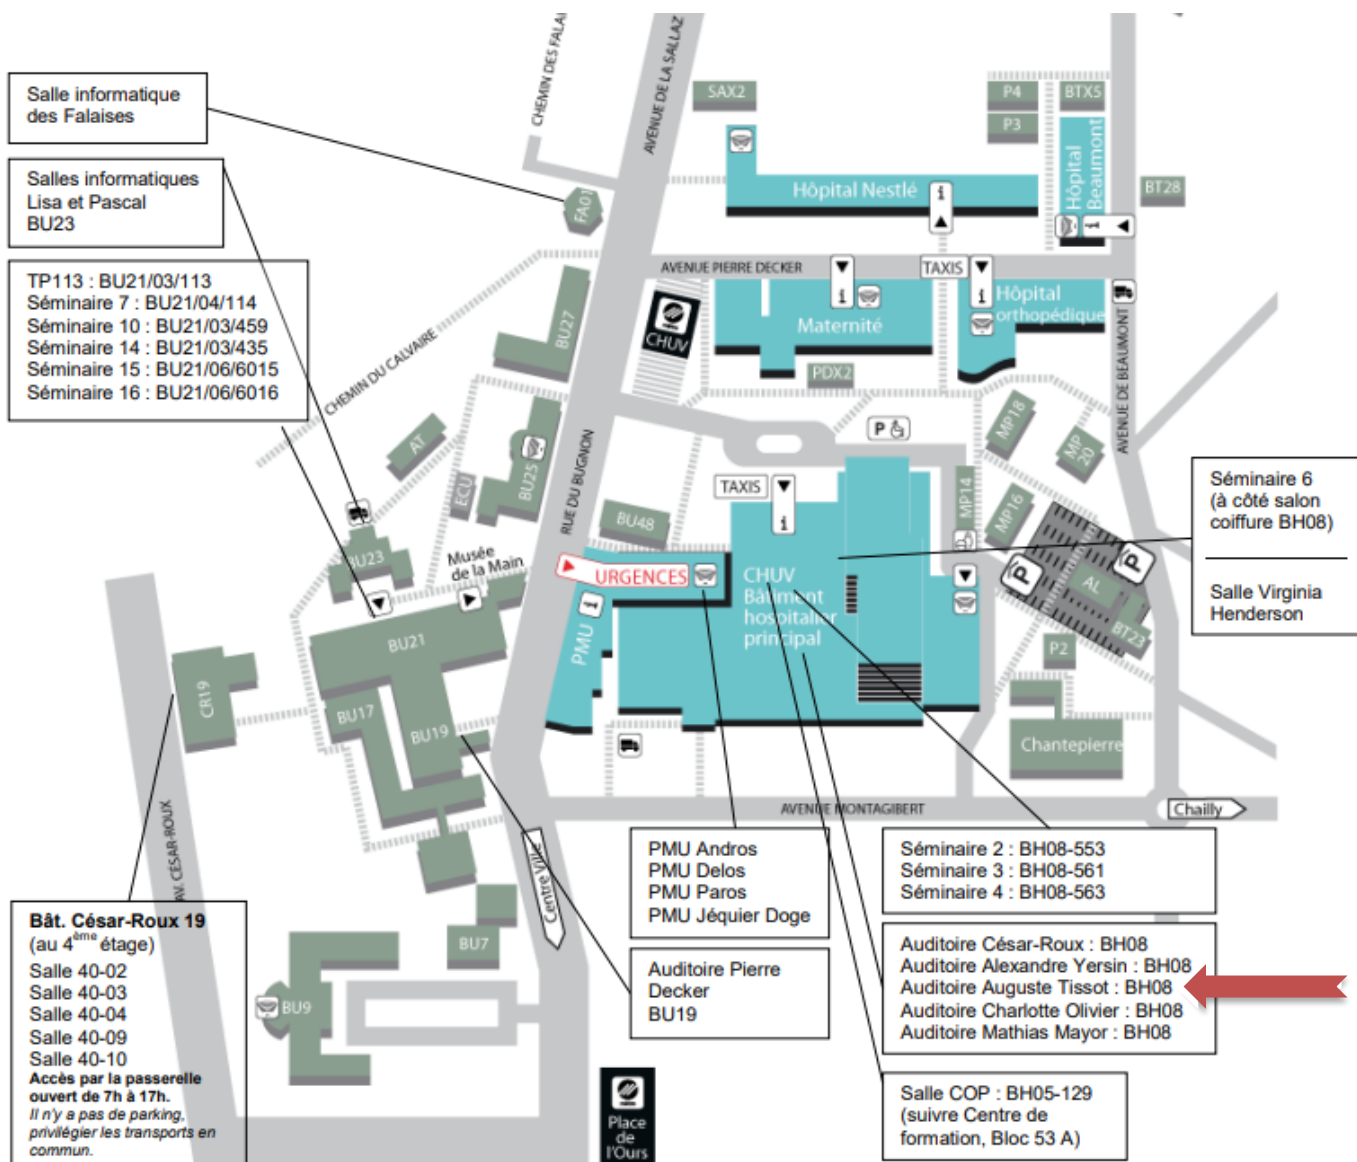 CHEMIN DES FALAI
AVENUE DE LA SALLAZ
Salle informatique
des Falaises
Salles informatiques
Lisa et Pascal
BU23
TP113 : BU21/03/113
Séminaire 7 : BU21/04/114
Séminaire 10 : BU21/03/459
Séminaire 14 : BU21/03/435
Séminaire 15 : BU21/06/6015
Séminaire 16 : BU21/06/6016
SAX2
P4
BTX5
P3
Hôpital Nestlé
Hôpital
Beaumont
BT28
FA01
AVENUE PIERRE DECKER
TAXIS
CHUV
Maternité
Hôpital
orthopédique
PDX2
BU27
CHEMIN DU CALVAIRE
AVENUE DE BEAUMONT
AT
ECU
BU25
RUE DU BUGNON
P
MP18
MP
20
MP14
MP16
TAXIS
BU48
BU23
Musée
de la Main
URGENCES
PMU
CHUV
Bâtiment
hospitalier
principal
P
P
AL
BT23
P2
Chantepierre
Séminaire 6
(à côté salon
coiffure BH08)
Salle Virginia
Henderson
BU21
CR19
BU17
BU19
AVENUE MONTAGIBERT
Chailly
AV. CÉSAR-ROUX
Centre Ville
BU7
BU9
PMU Andros
PMU Delos
PMU Paros
PMU Jéquier Doge
Auditoire Pierre
Decker
BU19
Séminaire 2 : BH08-553
Séminaire 3 : BH08-561
Séminaire 4 : BH08-563
Auditoire César-Roux : BH08
Auditoire Alexandre Yersin : BH08
Auditoire Auguste Tissot : BH08
Auditoire Charlotte Olivier : BH08
Auditoire Mathias Mayor : BH08
Salle COP : BH05-129
(suivre Centre de
formation, Bloc 53 A)
Bât. César-Roux 19
(au 4ème étage)
Salle 40-02
Salle 40-03
Salle 40-04
Salle 40-09
Salle 40-10
Accès par la passerelle
ouvert de 7h à 17h.
Il n'y a pas de parking,
privilégier les transports en
commun.
Place
de
l'Ours